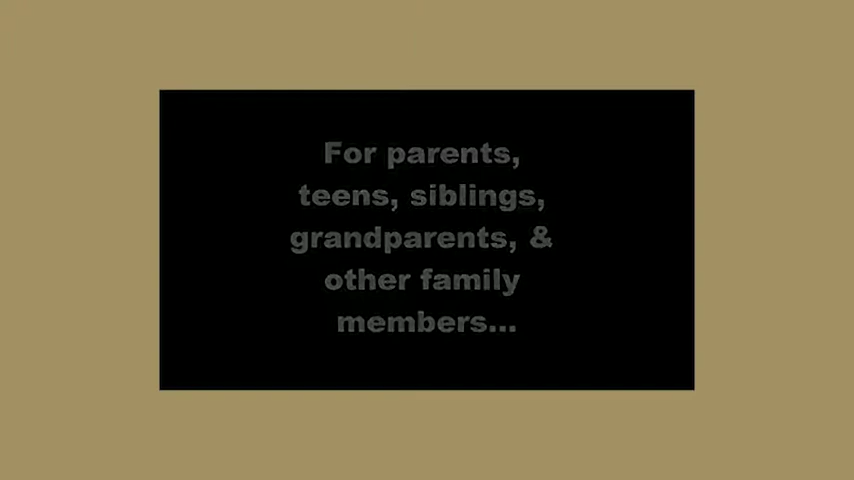 For parents,
teens, siblings,
grandparents, &
other family
members...